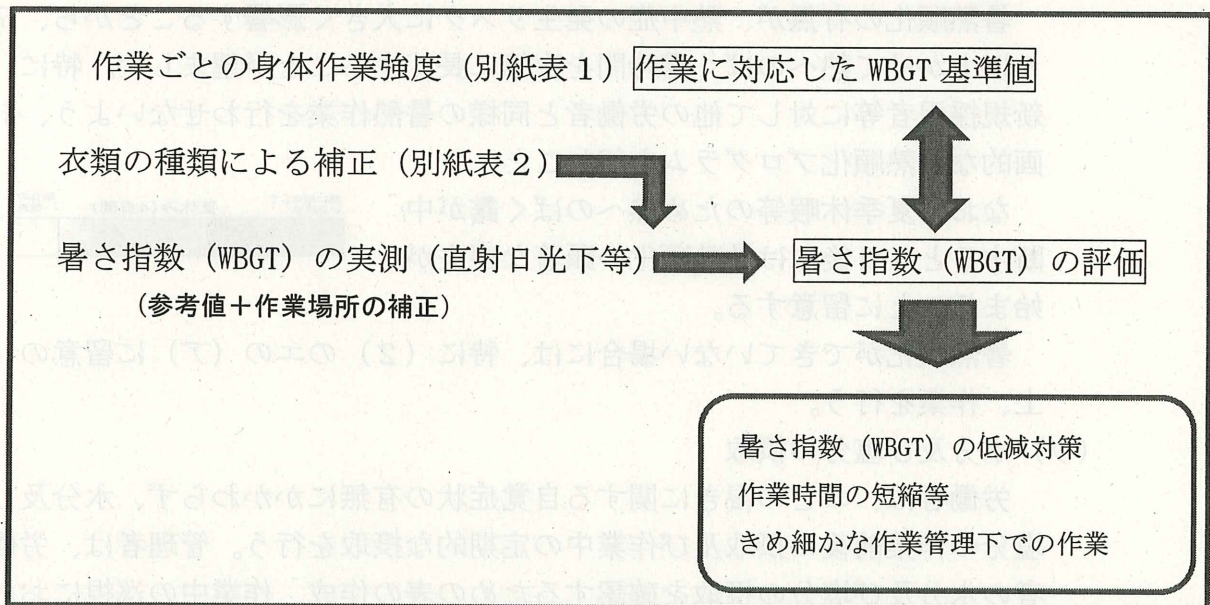 作業ごとの身体作業強度（別紙表１）作業に対応した WBGT 基準値
衣類の種類による補正（別紙表２）
暑さ指数（WBGT）の実測（直射日光下等）
暑さ指数（WBGT）の評価
（参考値＋作業場所の補正）
暑さ指数（WBGT）の低減対策
作業時間の短縮等
きめ細かな作業管理下での作業